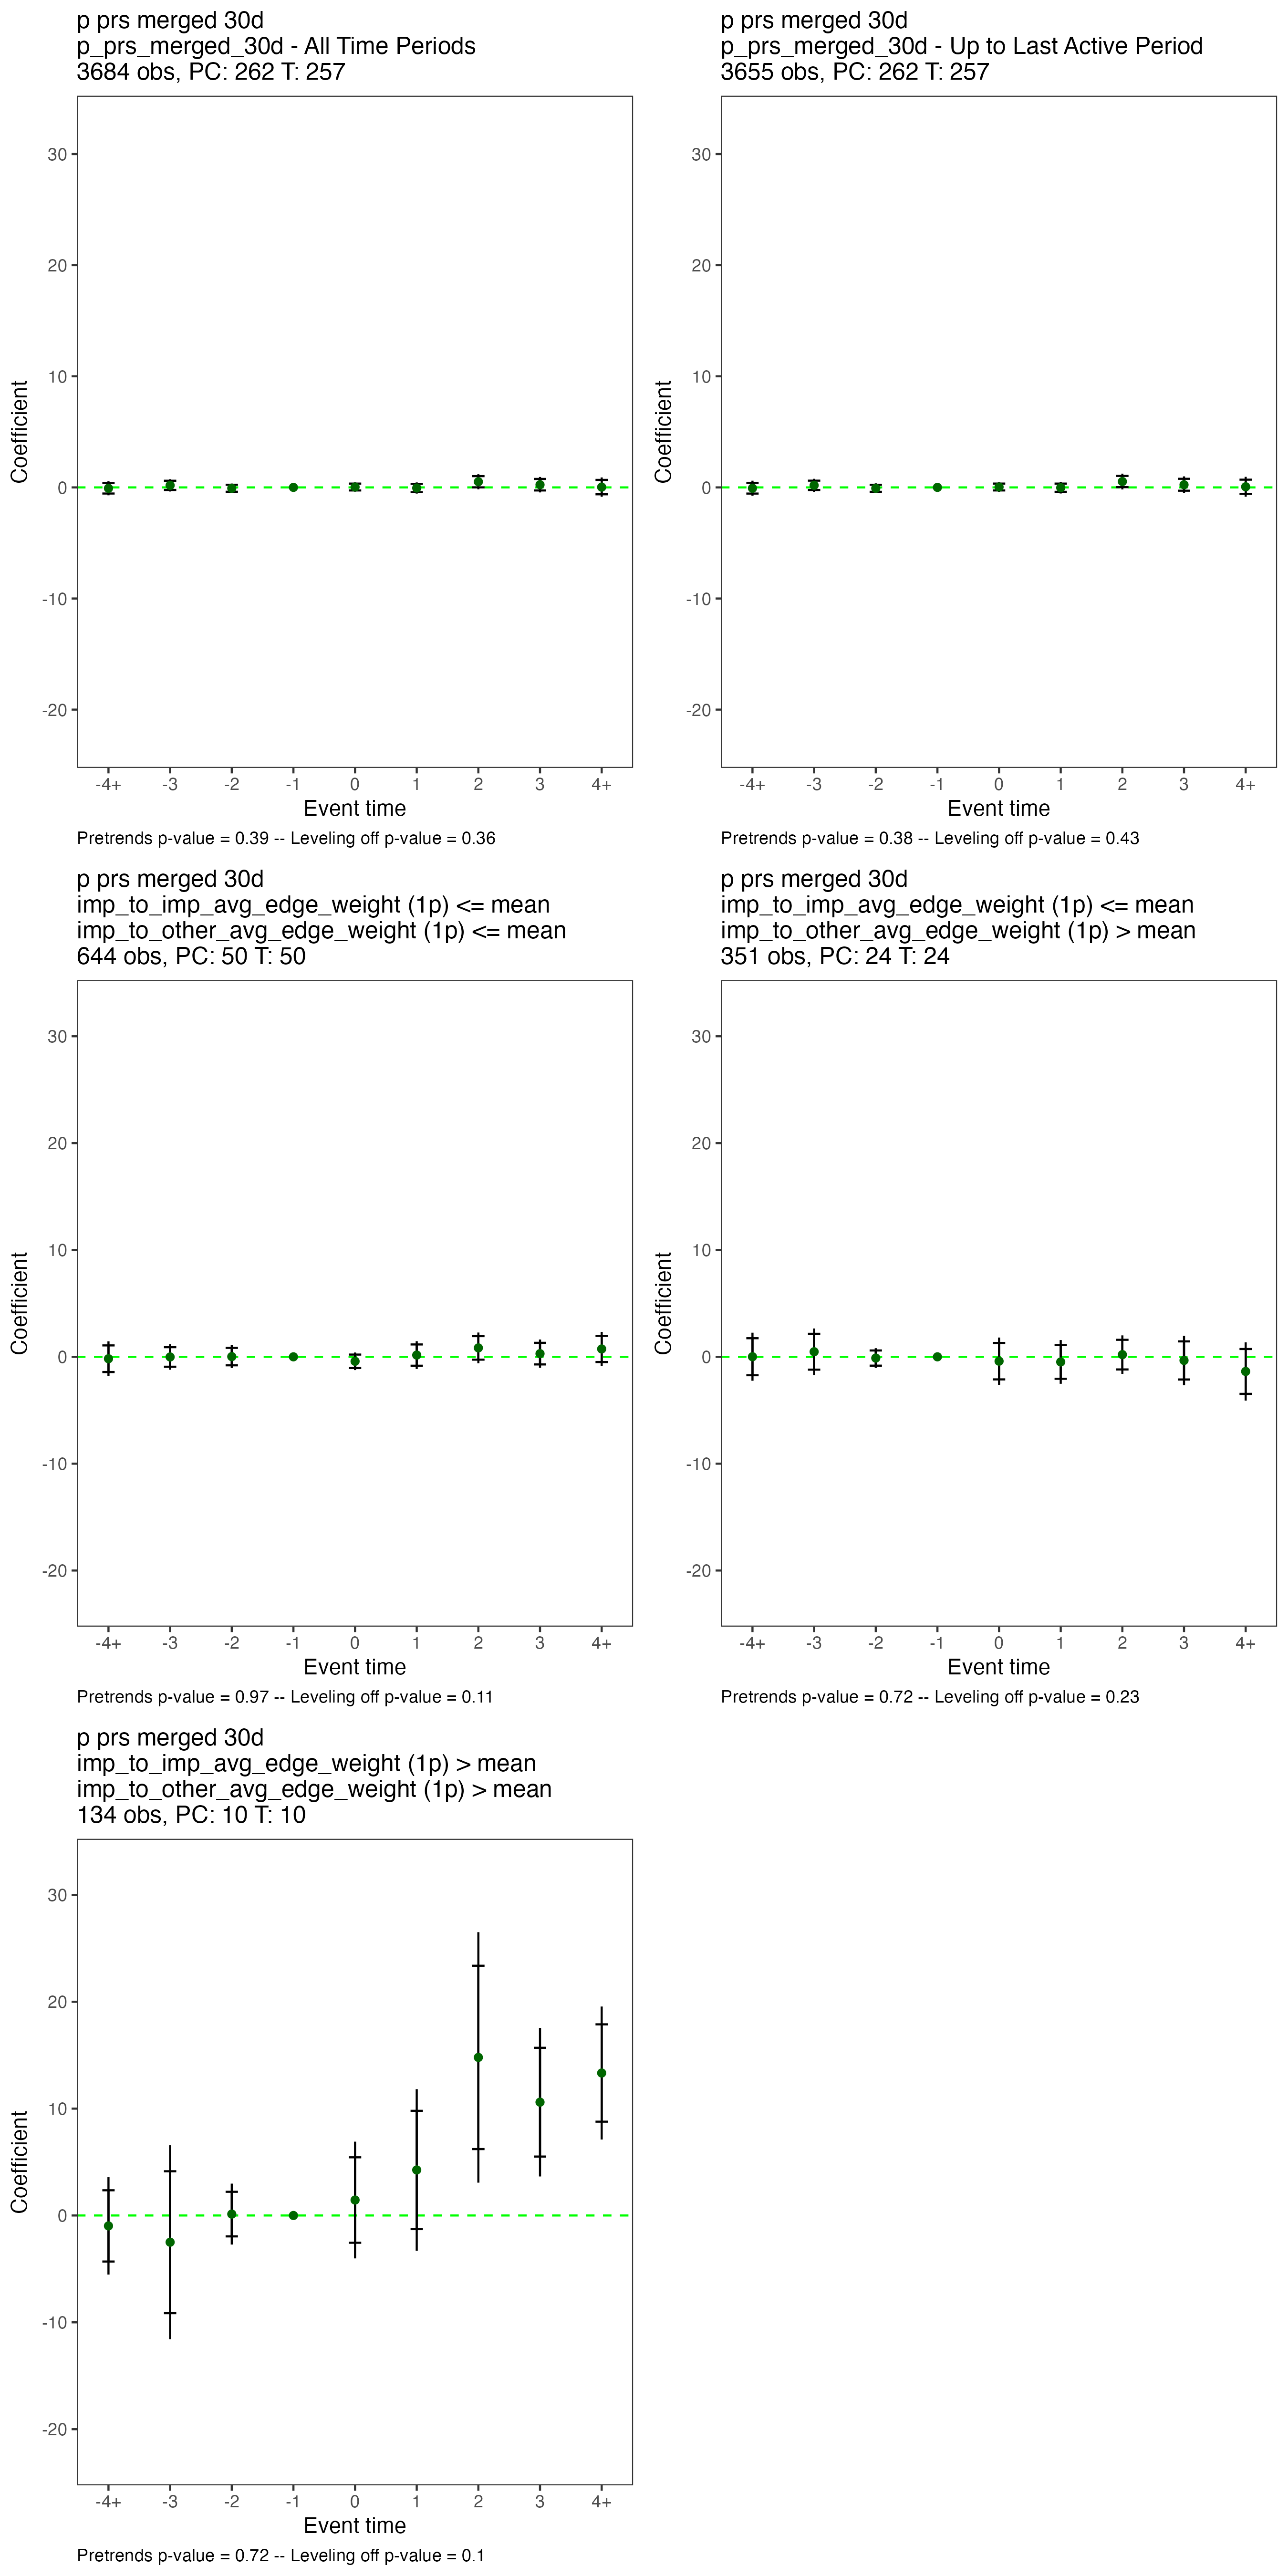 p prs merged 30d
p_prs_merged_30d - All Time Periods
3684 obs, PC: 262 T: 257
Coefficient
30
20
10
0
-10
-20
-4+ -3 -2 -1 0 1 2 3 4+
Event time
Pretrends p-value = 0.39 -- Leveling off p-value = 0.36
p prs merged 30d
p_prs_merged_30d - Up to Last Active Period
3655 obs, PC: 262 T: 257
Coefficient
30
20
10
0
-10
-20
-4+ -3 -2 -1 0 1 2 3 4+
Event time
Pretrends p-value = 0.38 -- Leveling off p-value = 0.43
p prs merged 30d
imp_to_imp_avg_edge_weight (1p) <= mean
imp_to_other_avg_edge_weight (1p) <= mean
644 obs, PC: 50 T: 50
Coefficient
30
20
10
0
-10
-20
-4+ -3 -2 -1 0 1 2 3 4+
Event time
Pretrends p-value = 0.97 -- Leveling off p-value = 0.11
p prs merged 30d
imp_to_imp_avg_edge_weight (1p) <= mean
imp_to_other_avg_edge_weight (1p) > mean
351 obs, PC: 24 T: 24
Coefficient
30
20
10
0
-10
-20
-4+ -3 -2 -1 0 1 2 3 4+
Event time
Pretrends p-value = 0.72 -- Leveling off p-value = 0.23
p prs merged 30d
imp_to_imp_avg_edge_weight (1p) > mean
imp_to_other_avg_edge_weight (1p) > mean
134 obs, PC: 10 T: 10
Coefficient
30
20
10
0
-10
-20
-4+ -3 -2 -1 0 1 2 3 4+
Event time
Pretrends p-value = 0.72 -- Leveling off p-value = 0.1